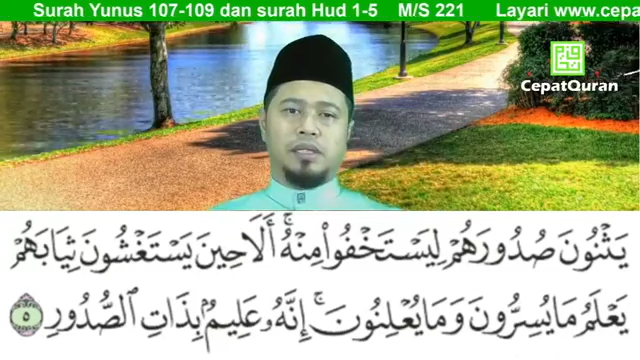 Surah Yunus 107-109 dan surah Hud 1-5 M/S 221 Layari www.cepa
CepatQuran
يَثْنُونَ صُدُورَهُمْ لِيَسْتَخْفُوا۟ مِنْهُ ۚ أَلَا حِينَ يَسْتَغْشُونَ ثِيَابَهُمْ
يَعْلَمُ مَا يُسِرُّونَ وَمَا يُعْلِنُونَ ۚ إِنَّهُۥ عَلِيمٌۢ بِذَاتِ ٱلصُّدُورِ ٥